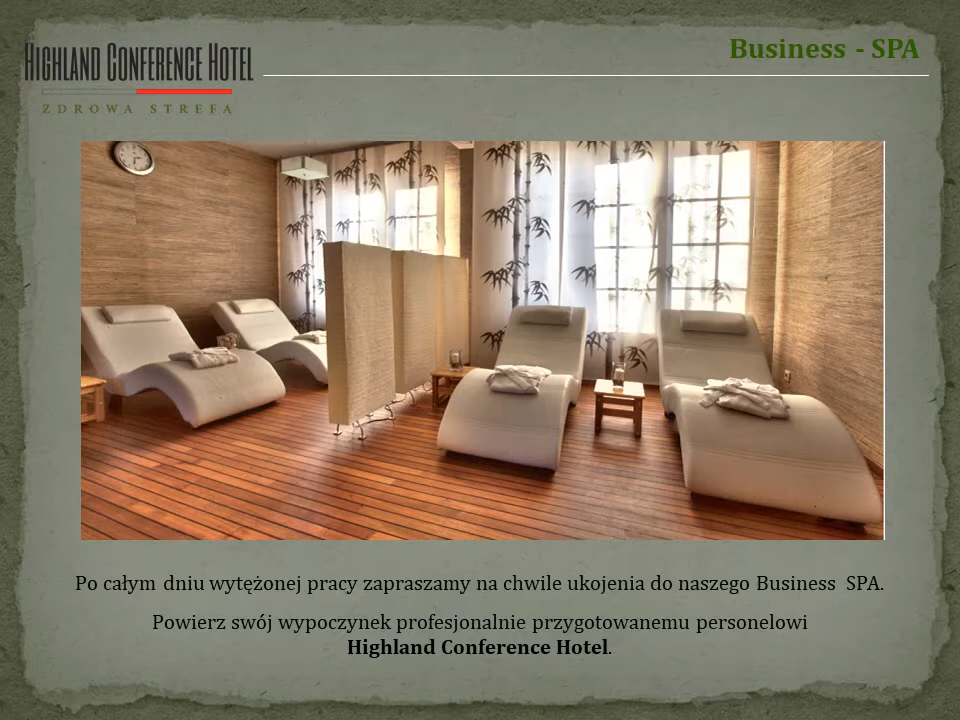 HIGHLAND CONFERENCE HOTEL
ZDROWA STREFA
Business - SPA
Po całym dniu wytężonej pracy zapraszamy na chwile ukojenia do naszego Business SPA.
Powierz swój wypoczynek profesjonalnie przygotowanemu personelowi
Highland Conference Hotel.